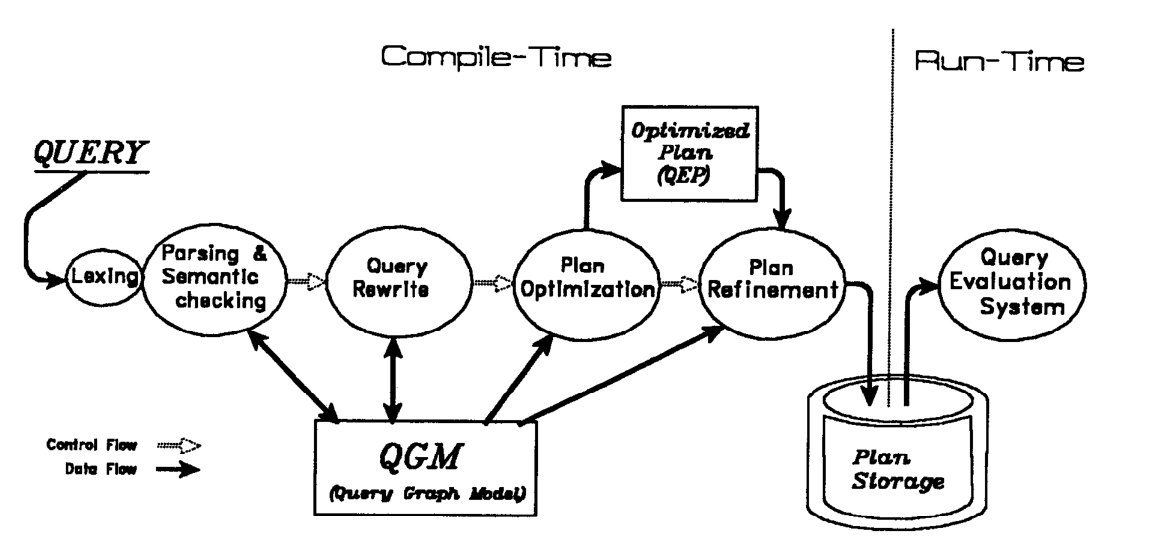 Compile-Time
Run-Time
QUERY
Optimized
Plan
(QEP)
Lexing
Parsing &
Semantic
checking
Query
Rewrite
Plan
Optimization
Plan
Refinement
Query
Evaluation
System
Control Flow
Data Flow
QGM
(Query Graph Model)
Plan
Storage